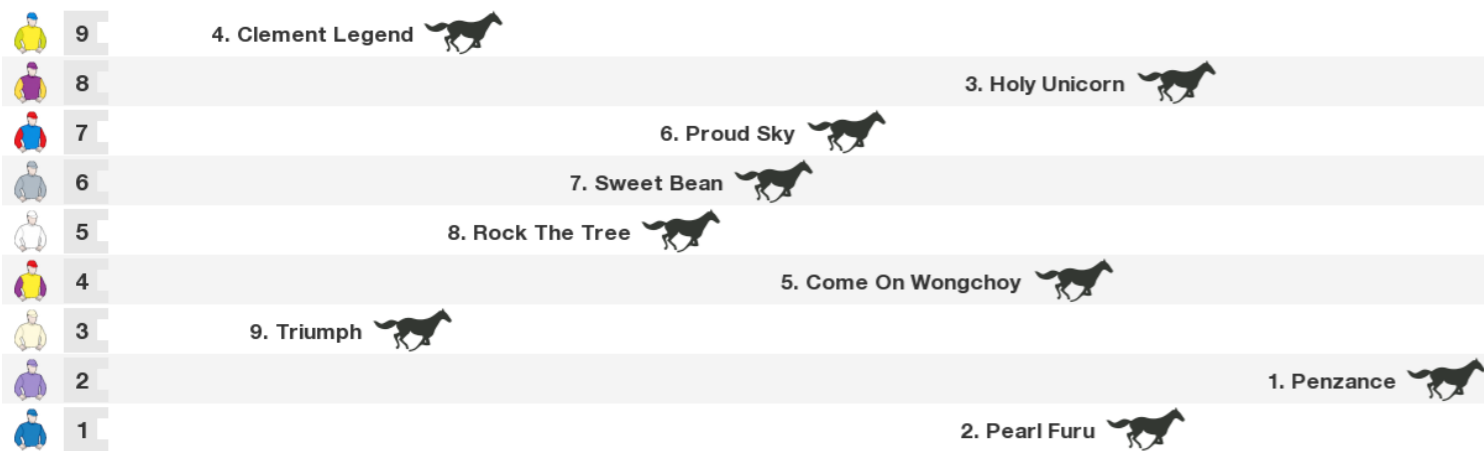 9 4. Clement Legend
8 3. Holy Unicorn
7 6. Proud Sky
6 7. Sweet Bean
5 8. Rock The Tree
4 5. Come On Wongchoy
3 9. Triumph
2 1. Penzance
1 2. Pearl Furu